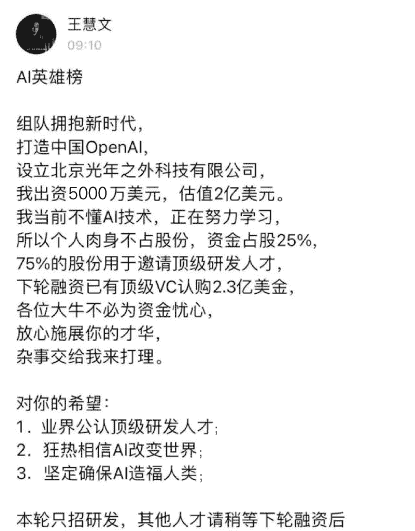 王慧文
09:10
AI英雄榜
组队拥抱新时代，
打造中国OpenAI，
设立北京光年之外科技有限公司，
我出资5000万美元，估值2亿美元。
我当前不懂AI技术，正在努力学习，
所以个人肉身不占股份，资金占股25%，
75%的股份用于邀请顶级研发人才，
下轮融资已有顶级VC认购2.3亿美金，
各位大牛不必为资金忧心，
放心施展你的才华，
杂事交给我来打理。
对你的希望：
1. 业界公认顶级研发人才；
2. 狂热相信AI改变世界；
3. 坚定确保AI造福人类；
本轮只招研发，其他人才请稍等下轮融资后